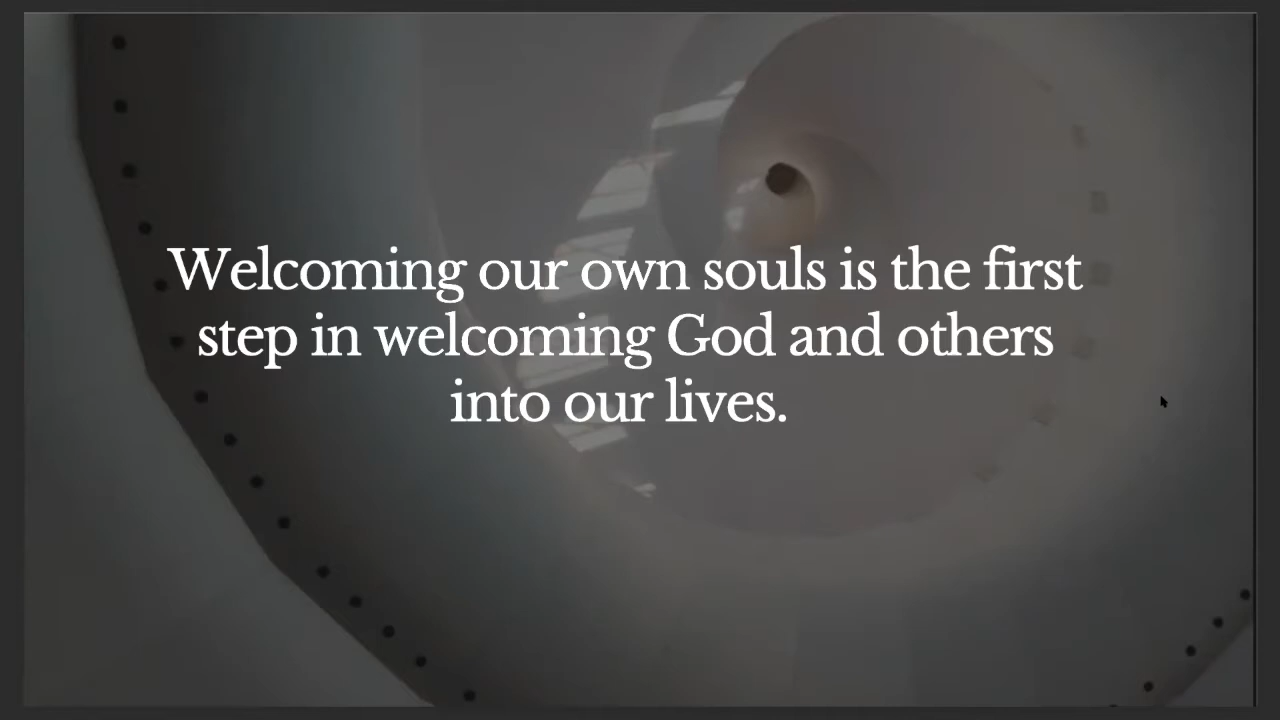 Welcoming our own souls is the first
step in welcoming God and others
into our lives.